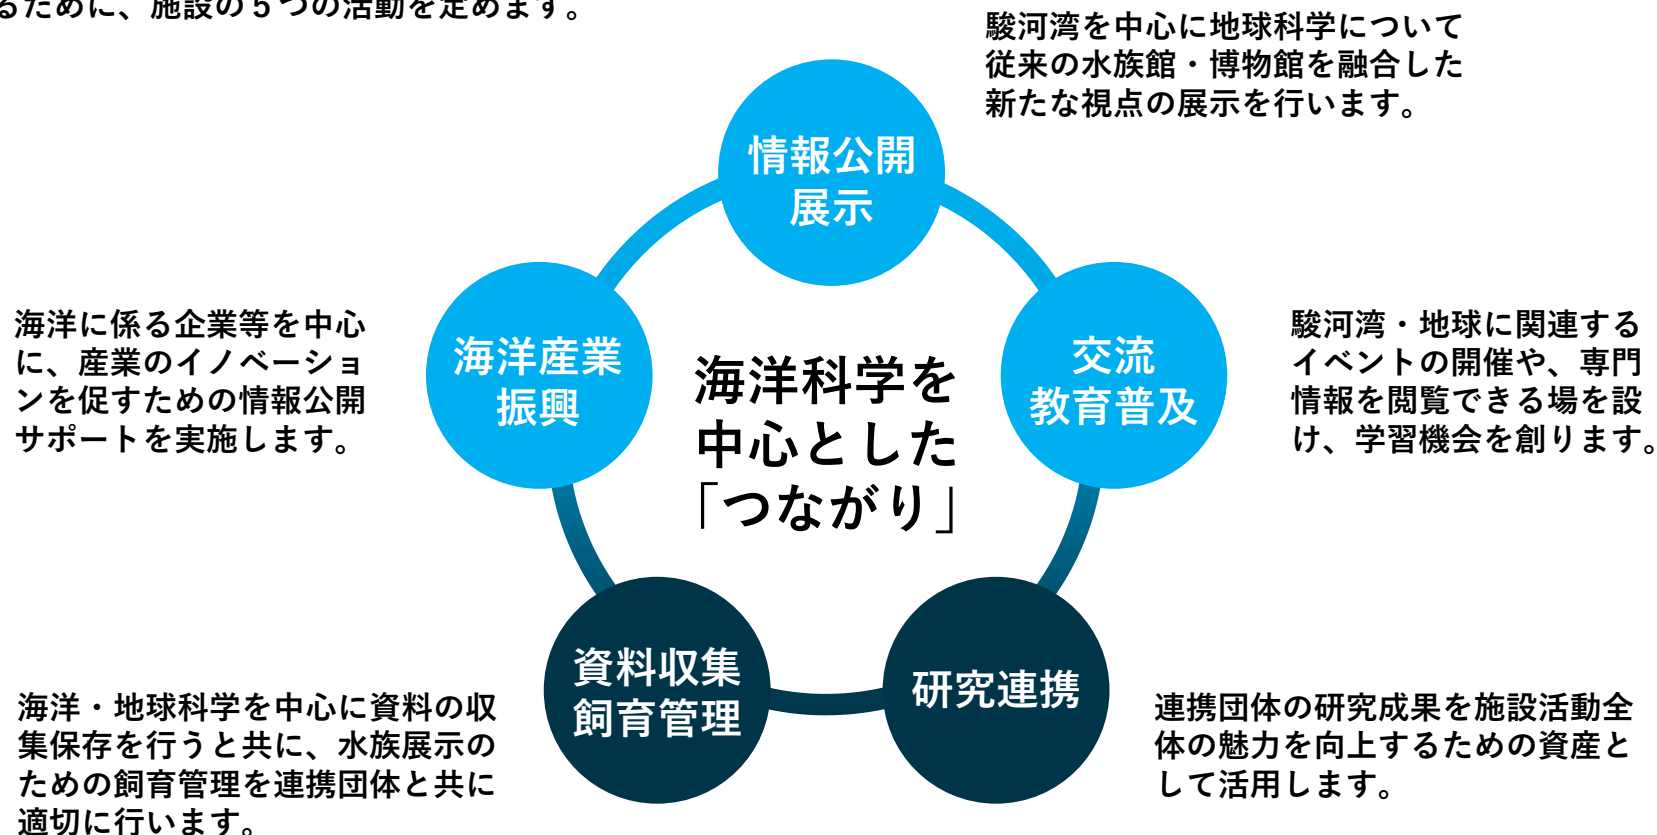 るために、施設の５つの活動を定めます。
駿河湾を中心に地球科学について
従来の水族館・博物館を融合した
新たな視点の展示を行います。
情報公開
展示
海洋に係る企業等を中心
に、産業のイノベーショ
ンを促すための情報公開
サポートを実施します。
海洋産業
振興
海洋科学を
中心とした
「つながり」
交流
教育普及
駿河湾・地球に関連する
イベントの開催や、専門
情報を閲覧できる場を設
け、学習機会を創ります。
資料収集
飼育管理
研究連携
海洋・地球科学を中心に資料の収
集保存を行うと共に、水族展示の
ための飼育管理を連携団体と共に
適切に行います。
連携団体の研究成果を施設活動全
体の魅力を向上するための資産と
して活用します。